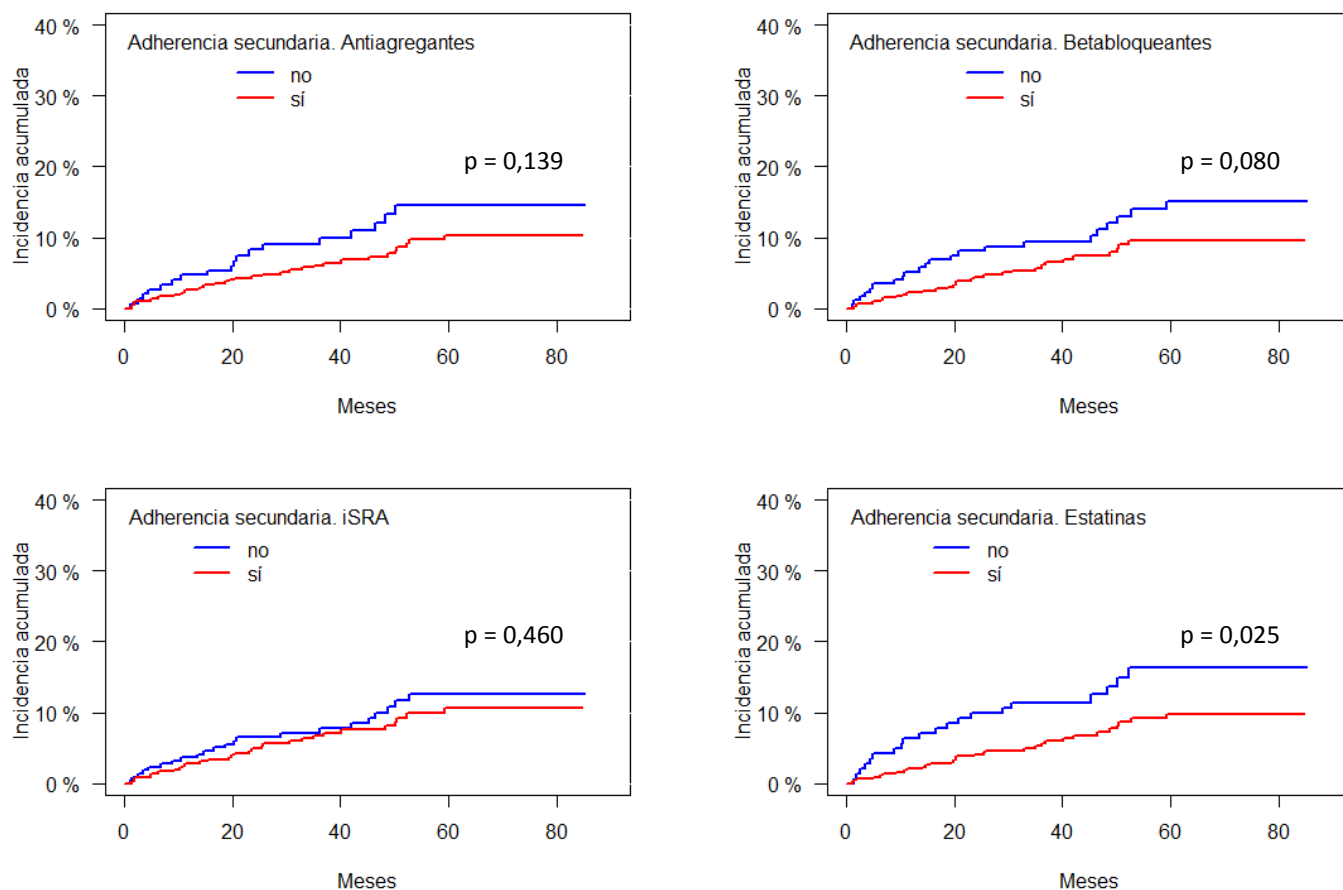 40 %
30 %
20 %
10 %
0 %
Incidencia acumulada
Adherencia secundaria. Antiagregantes
no
sí
p = 0,139
0 20 40 60 80
Meses
40 %
30 %
20 %
10 %
0 %
Incidencia acumulada
Adherencia secundaria. Betabloqueantes
no
sí
p = 0,080
0 20 40 60 80
Meses
40 %
30 %
20 %
10 %
0 %
Incidencia acumulada
Adherencia secundaria. iSRA
no
sí
p = 0,460
0 20 40 60 80
Meses
40 %
30 %
20 %
10 %
0 %
Incidencia acumulada
Adherencia secundaria. Estatinas
no
sí
p = 0,025
0 20 40 60 80
Meses